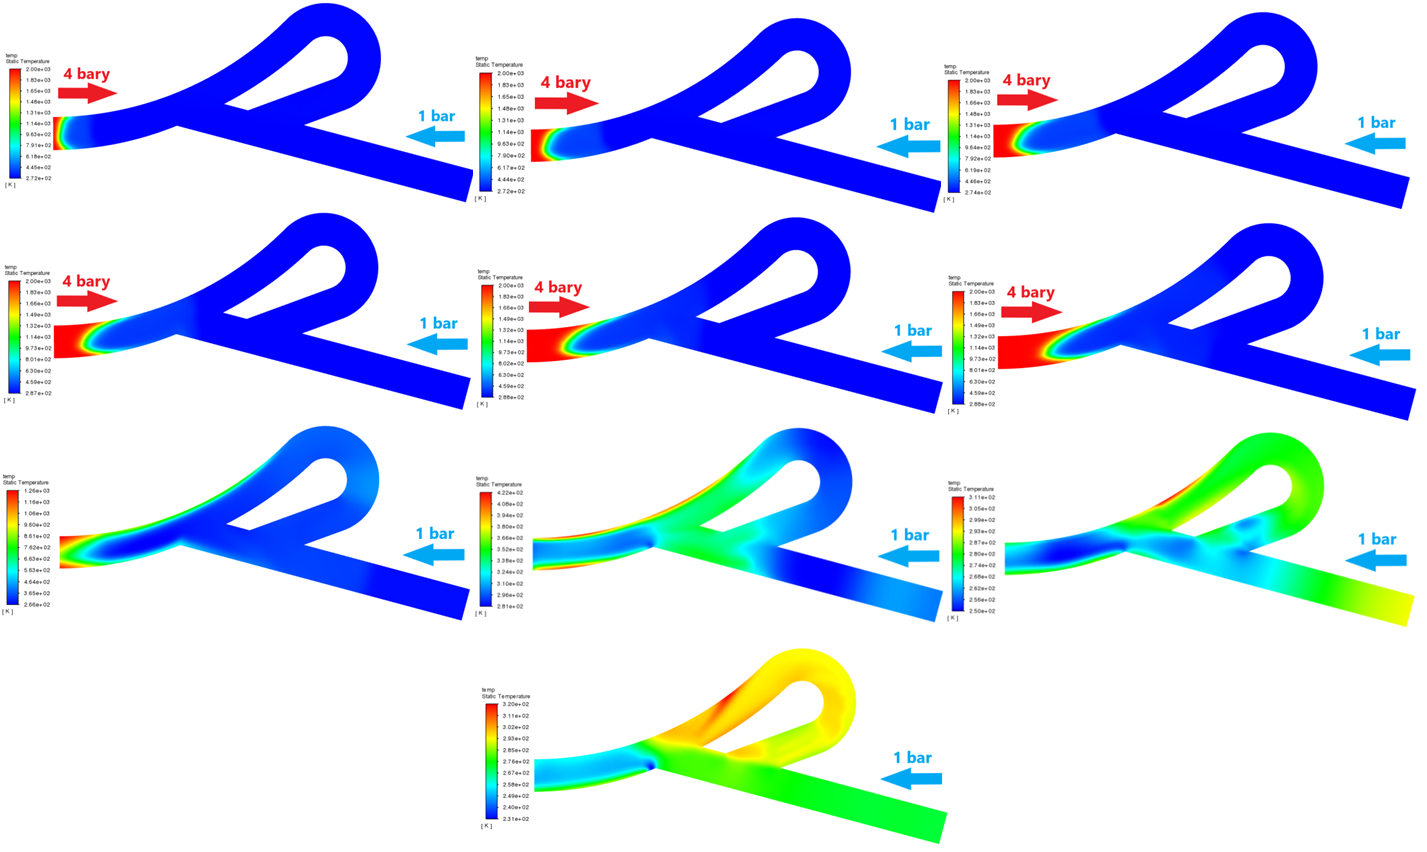 temp
Static Temperature
2.00e+03
1.83e+03
1.65e+03
1.48e+03
1.31e+03
1.14e+03
9.63e+02
7.91e+02
6.18e+02
4.45e+02
2.72e+02
[ K ]
4 bary
1 bar
temp
Static Temperature
2.00e+03
1.83e+03
1.65e+03
1.48e+03
1.31e+03
1.14e+03
9.63e+02
7.90e+02
6.17e+02
4.44e+02
2.72e+02
[ K ]
4 bary
1 bar
temp
Static Temperature
2.00e+03
1.83e+03
1.66e+03
1.48e+03
1.31e+03
1.14e+03
9.64e+02
7.92e+02
6.19e+02
4.46e+02
2.74e+02
[ K ]
4 bary
1 bar
temp
Static Temperature
2.00e+03
1.83e+03
1.66e+03
1.49e+03
1.32e+03
1.14e+03
9.73e+02
8.01e+02
6.30e+02
4.59e+02
2.87e+02
[ K ]
4 bary
1 bar
temp
Static Temperature
2.00e+03
1.83e+03
1.66e+03
1.49e+03
1.32e+03
1.14e+03
9.73e+02
8.02e+02
6.30e+02
4.59e+02
2.88e+02
[ K ]
4 bary
1 bar
temp
Static Temperature
2.00e+03
1.83e+03
1.66e+03
1.49e+03
1.32e+03
1.14e+03
9.73e+02
8.02e+02
6.30e+02
4.59e+02
2.88e+02
[ K ]
4 bary
1 bar
temp
Static Temperature
1.26e+03
1.16e+03
1.06e+03
9.60e+02
8.61e+02
7.62e+02
6.63e+02
5.63e+02
4.64e+02
3.65e+02
2.66e+02
[ K ]
1 bar
temp
Static Temperature
4.22e+02
4.08e+02
3.94e+02
3.80e+02
3.66e+02
3.52e+02
3.38e+02
3.24e+02
3.10e+02
2.96e+02
2.81e+02
[ K ]
1 bar
temp
Static Temperature
3.11e+02
3.05e+02
2.99e+02
2.93e+02
2.87e+02
2.80e+02
2.74e+02
2.68e+02
2.62e+02
2.56e+02
2.50e+02
[ K ]
1 bar
temp
Static Temperature
3.20e+02
3.11e+02
3.02e+02
2.93e+02
2.85e+02
2.76e+02
2.67e+02
2.58e+02
2.49e+02
2.40e+02
2.31e+02
[ K ]
1 bar